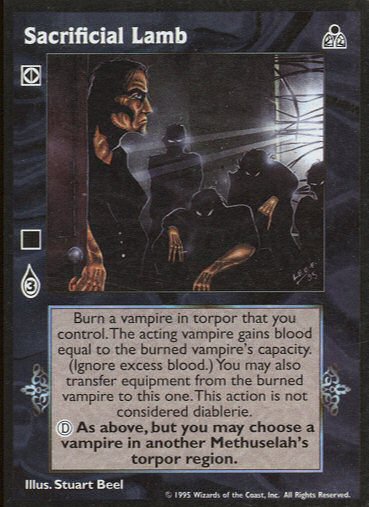 Sacrificial Lamb
3
Burn a vampire in torpor that you
control. The acting vampire gains blood
equal to the burned vampire's capacity.
(Ignore excess blood.) You may also
transfer equipment from the burned
vampire to this one. This action is not
considered diablerie.
D As above, but you may choose a
vampire in another Methuselah's
torpor region.
Illus. Stuart Beel
© 1995 Wizards of the Coast, Inc. All Rights Reserved.